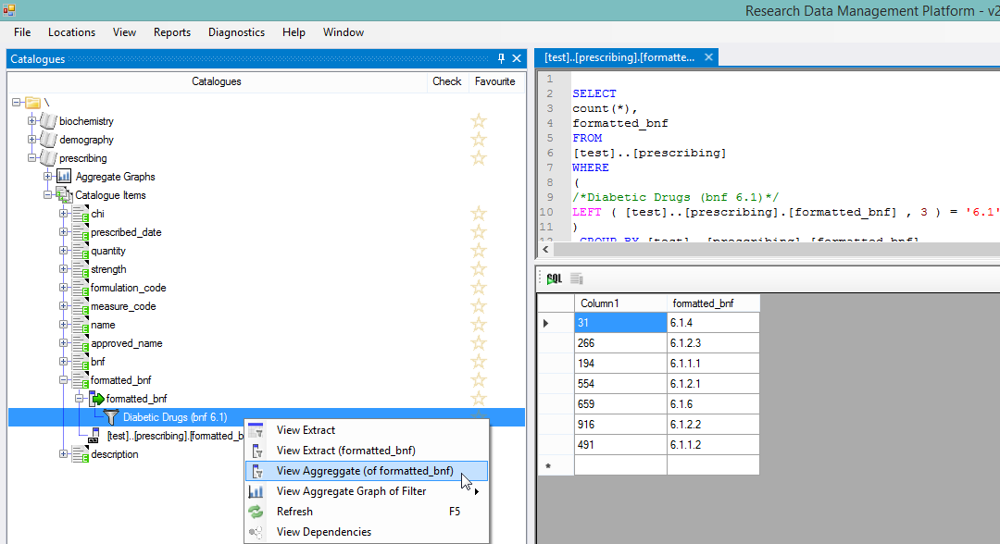 Research Data Management Platform - v2
File Locations View Reports Diagnostics Help Window
Catalogues
Catalogues Check Favourite
\
biochemistry
demography
prescribing
Aggregate Graphs
Catalogue Items
chi
prescribed_date
quantity
strength
formulation_code
measure_code
name
approved_name
bnf
formatted_bnf
formatted_bnf
Diabetic Drugs (bnf 6.1)
[test]..[prescribing].[formatted_b
description
View Extract
View Extract (formatted_bnf)
View Aggreggate (of formatted_bnf)
View Aggregate Graph of Filter
Refresh F5
View Dependencies
[test]..[prescribing].[formatte...
1
2 SELECT
3 count(*),
4 formatted_bnf
5 FROM
6 [test]..[prescribing]
7 WHERE
8 (
9 /*Diabetic Drugs (bnf 6.1)*/
10 LEFT ( [test]..[prescribing].[formatted_bnf] , 3 ) = '6.1'
11 )
12 GROUP BY [test]..[prescribing].[formatted_bnf]
SQL
Column1 formatted_bnf
31 6.1.4
266 6.1.2.3
194 6.1.1.1
554 6.1.2.1
659 6.1.6
916 6.1.2.2
491 6.1.1.2
*